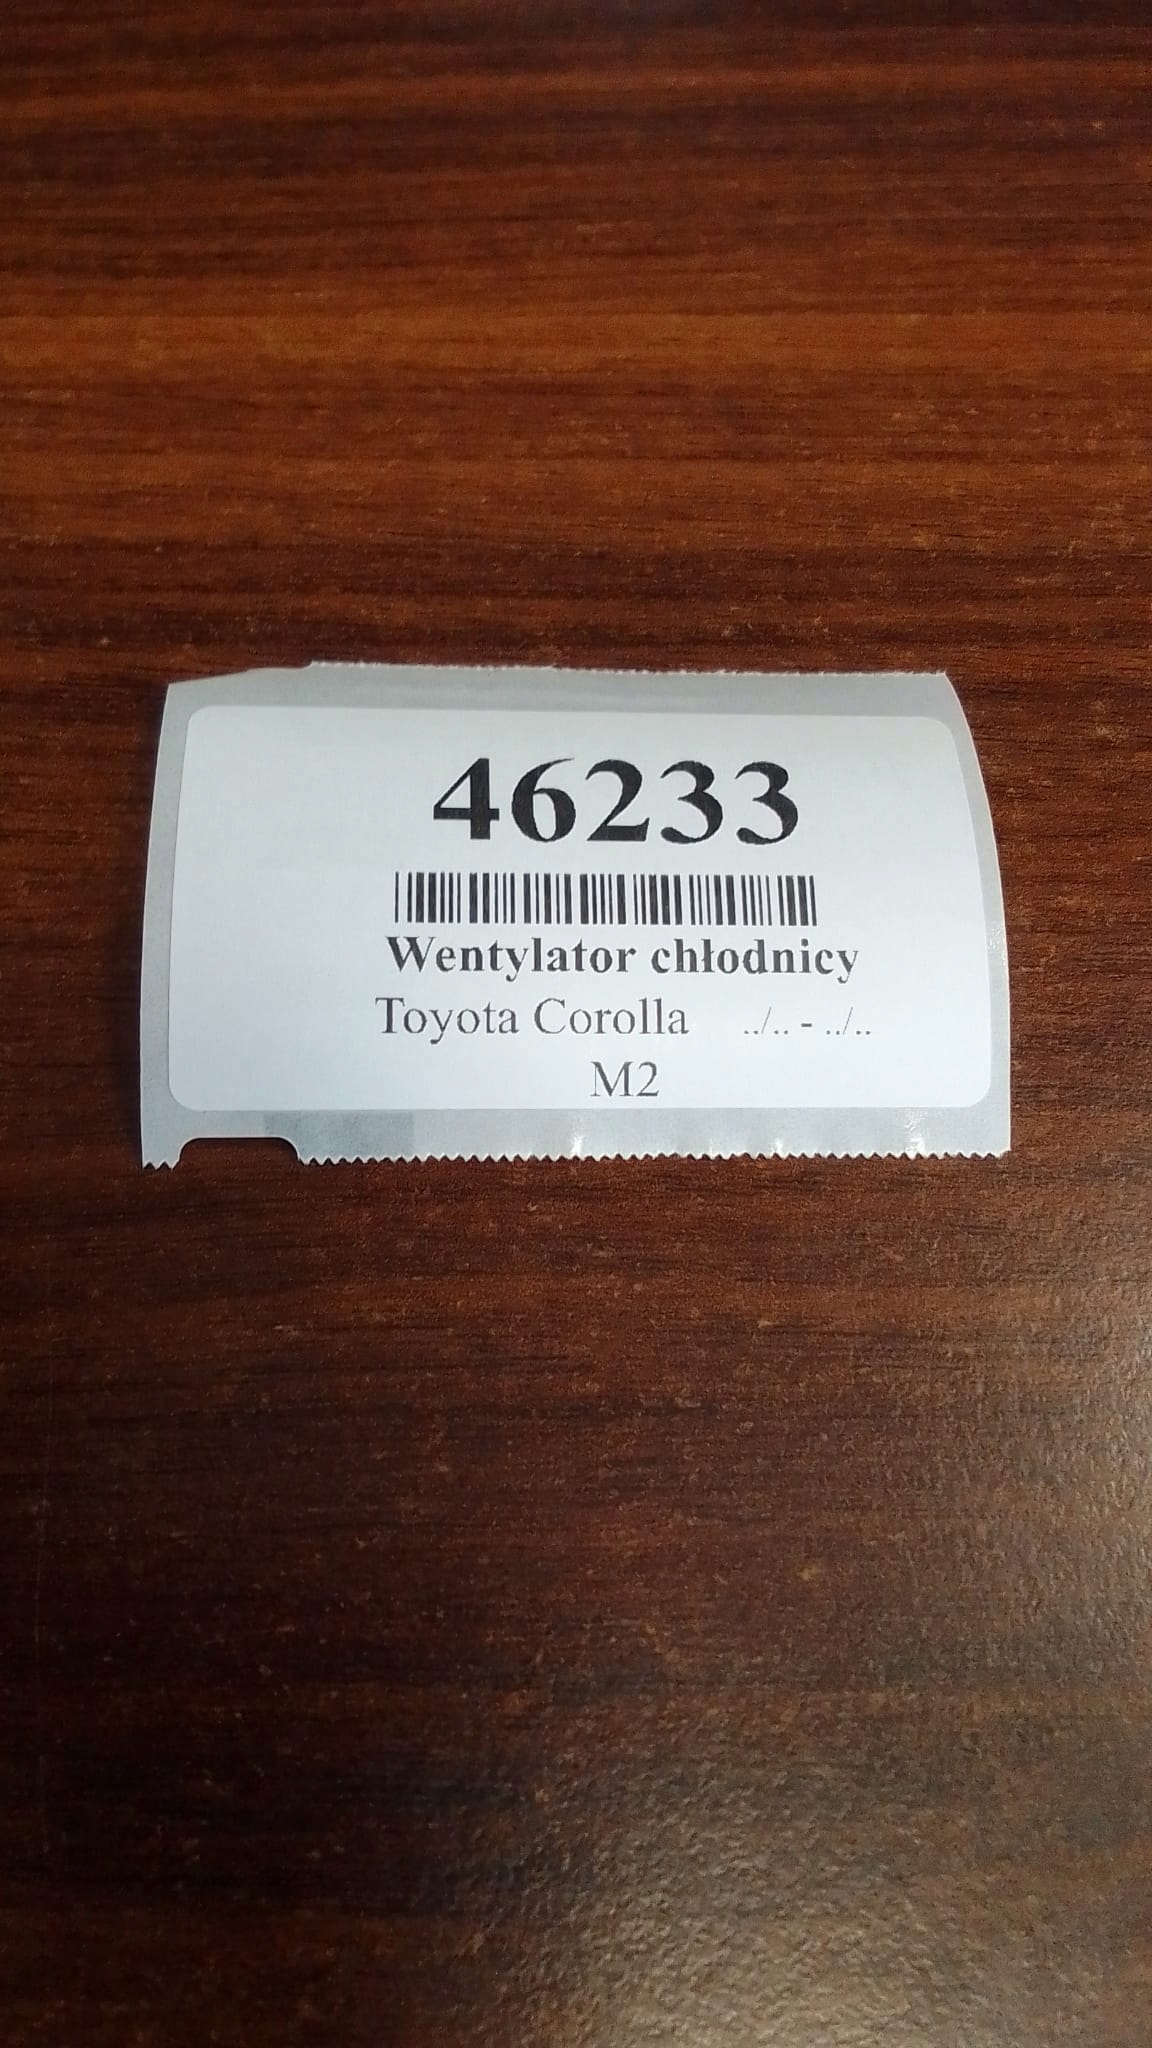 46233
Wentylator chłodnicy
Toyota Corolla ../.. - ../..
M2